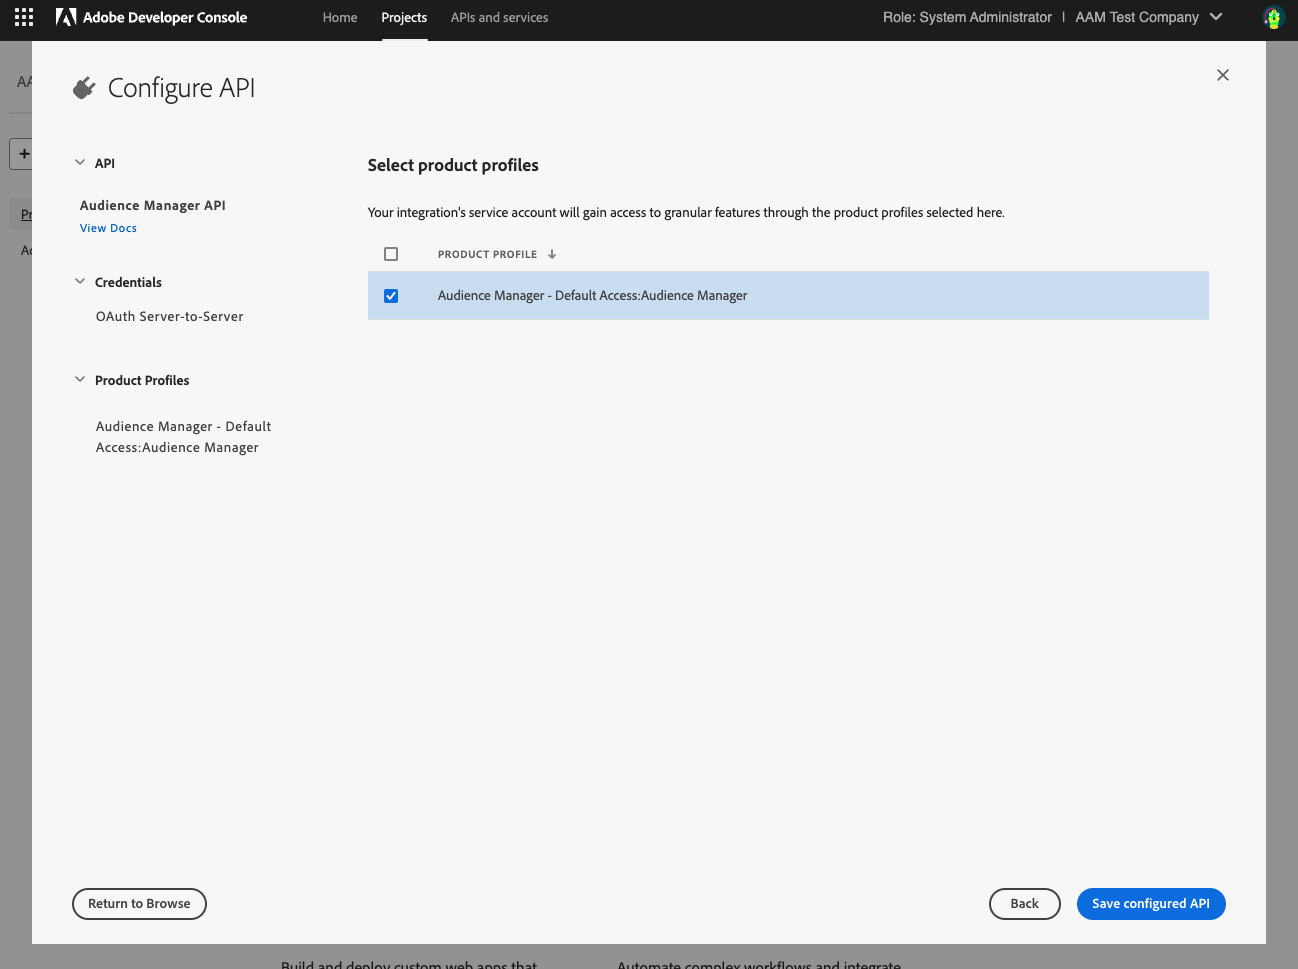 Adobe Developer Console
Home
Projects
APIs and services
Role: System Administrator | AAM Test Company
Configure API
API
Audience Manager API
View Docs
Credentials
OAuth Server-to-Server
Product Profiles
Audience Manager - Default
Access:Audience Manager
Select product profiles
Your integration's service account will gain access to granular features through the product profiles selected here.
PRODUCT PROFILE
Audience Manager - Default Access:Audience Manager
Return to Browse
Back
Save configured API
Build and deploy custom web apps that
Automate complex workflows and integrate